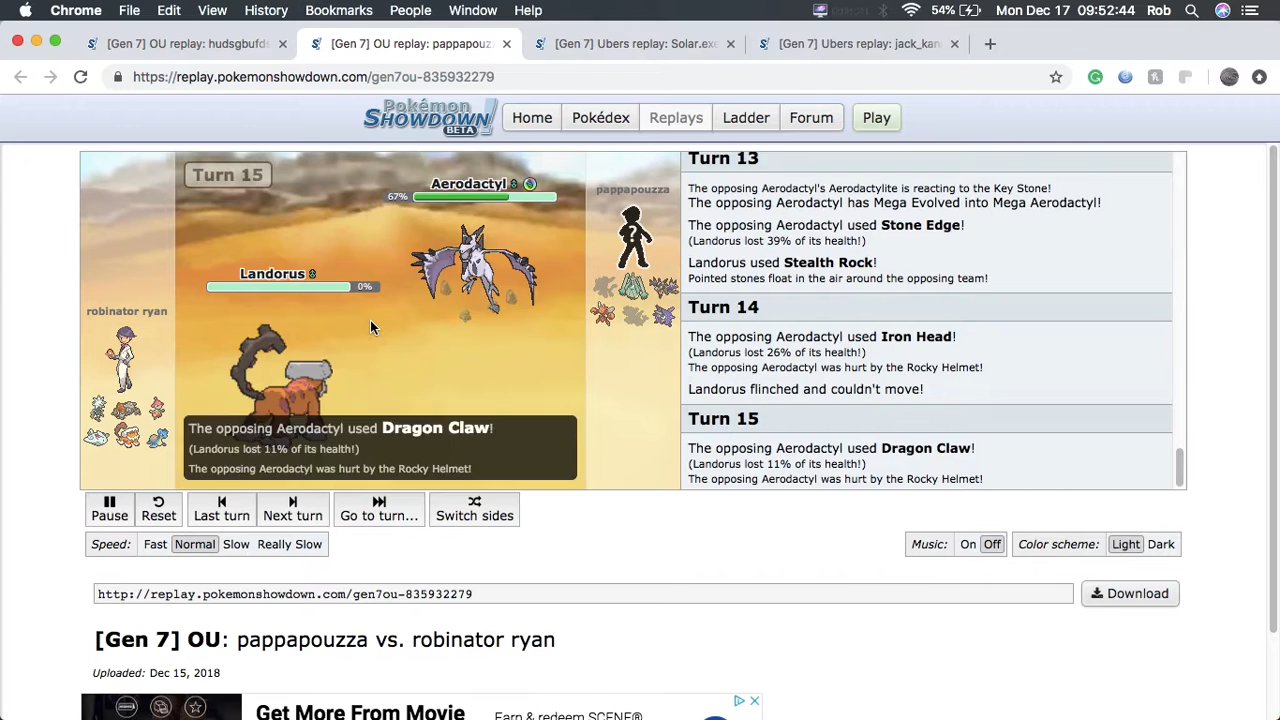 Chrome File Edit View History Bookmarks People Window Help 54% Mon Dec 17 09:52:44 Rob
[Gen 7] OU replay: hudsgbufds
[Gen 7] OU replay: pappapouzz
[Gen 7] Ubers replay: Solar.exe
[Gen 7] Ubers replay: jack_kan
https://replay.pokemonshowdown.com/gen7ou-835932279
Pokémon
SHOWDOWN!
BETA
Home Pokédex Replays Ladder Forum Play
Turn 15
Aerodactyl
67%
Landorus
0%
robinator ryan
pappapouzza
?
The opposing Aerodactyl used Dragon Claw!
(Landorus lost 11% of its health!)
The opposing Aerodactyl was hurt by the Rocky Helmet!
Turn 13
The opposing Aerodactyl's Aerodactylite is reacting to the Key Stone!
The opposing Aerodactyl has Mega Evolved into Mega Aerodactyl!
The opposing Aerodactyl used Stone Edge!
(Landorus lost 39% of its health!)
Landorus used Stealth Rock!
Pointed stones float in the air around the opposing team!
Turn 14
The opposing Aerodactyl used Iron Head!
(Landorus lost 26% of its health!)
The opposing Aerodactyl was hurt by the Rocky Helmet!
Landorus flinched and couldn't move!
Turn 15
The opposing Aerodactyl used Dragon Claw!
(Landorus lost 11% of its health!)
The opposing Aerodactyl was hurt by the Rocky Helmet!
Pause Reset Last turn Next turn Go to turn... Switch sides
Speed: Fast Normal Slow Really Slow
Music: On Off Color scheme: Light Dark
http://replay.pokemonshowdown.com/gen7ou-835932279
Download
[Gen 7] OU: pappapouzza vs. robinator ryan
Uploaded: Dec 15, 2018
Get More From Movie
Earn & redeem SCENE®